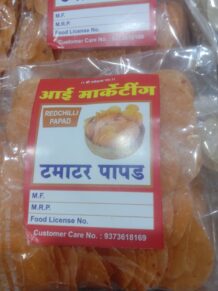 M.F.
M.R.P.
Food License No.
Customer Care No. : 9373618
आई मार्केटींग
REDCHILLI
PAPAD
टमाटर पापड
M.F.
M.R.P.
Food License No.
Customer Care No. : 9373618169